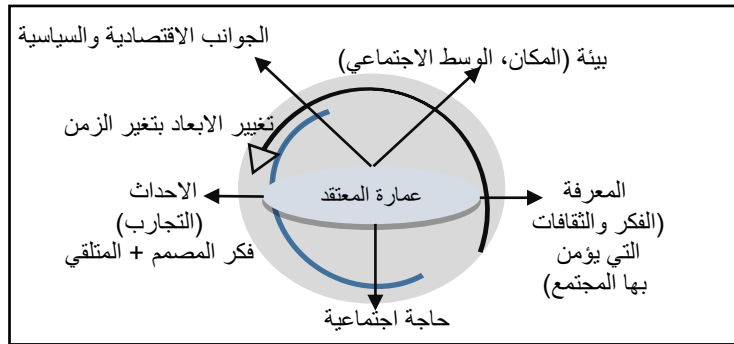 الجوانب الاقتصادية والسياسية
بيئة (المكان، الوسط الاجتماعي)
تغيير الابعاد بتغير الزمن
عمارة المعتقد
المعرفة
(الفكر والثقافات
التي يؤمن
بها المجتمع)
الاحداث
(التجارب)
فكر المصمم + المتلقي
حاجة اجتماعية